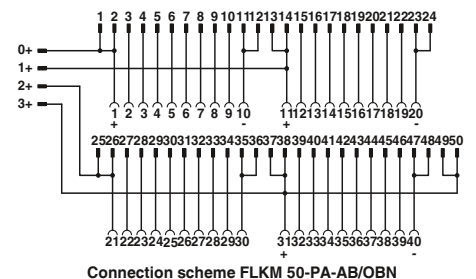 1 2 3 4 5 6 7 8 9 10 11 12 13 14 15 16 17 18 19 20 21 22 23 24
0+
1+
2+
3+
1 2 3 4 5 6 7 8 9 10 11 12 13 14 15 16 17 18 19 20
+ - + -
25 26 27 28 29 30 31 32 33 34 35 36 37 38 39 40 41 42 43 44 45 46 47 48 49 50
21 22 23 24 25 26 27 28 29 30 31 32 33 34 35 36 37 38 39 40
+ -
Connection scheme FLKM 50-PA-AB/OBN